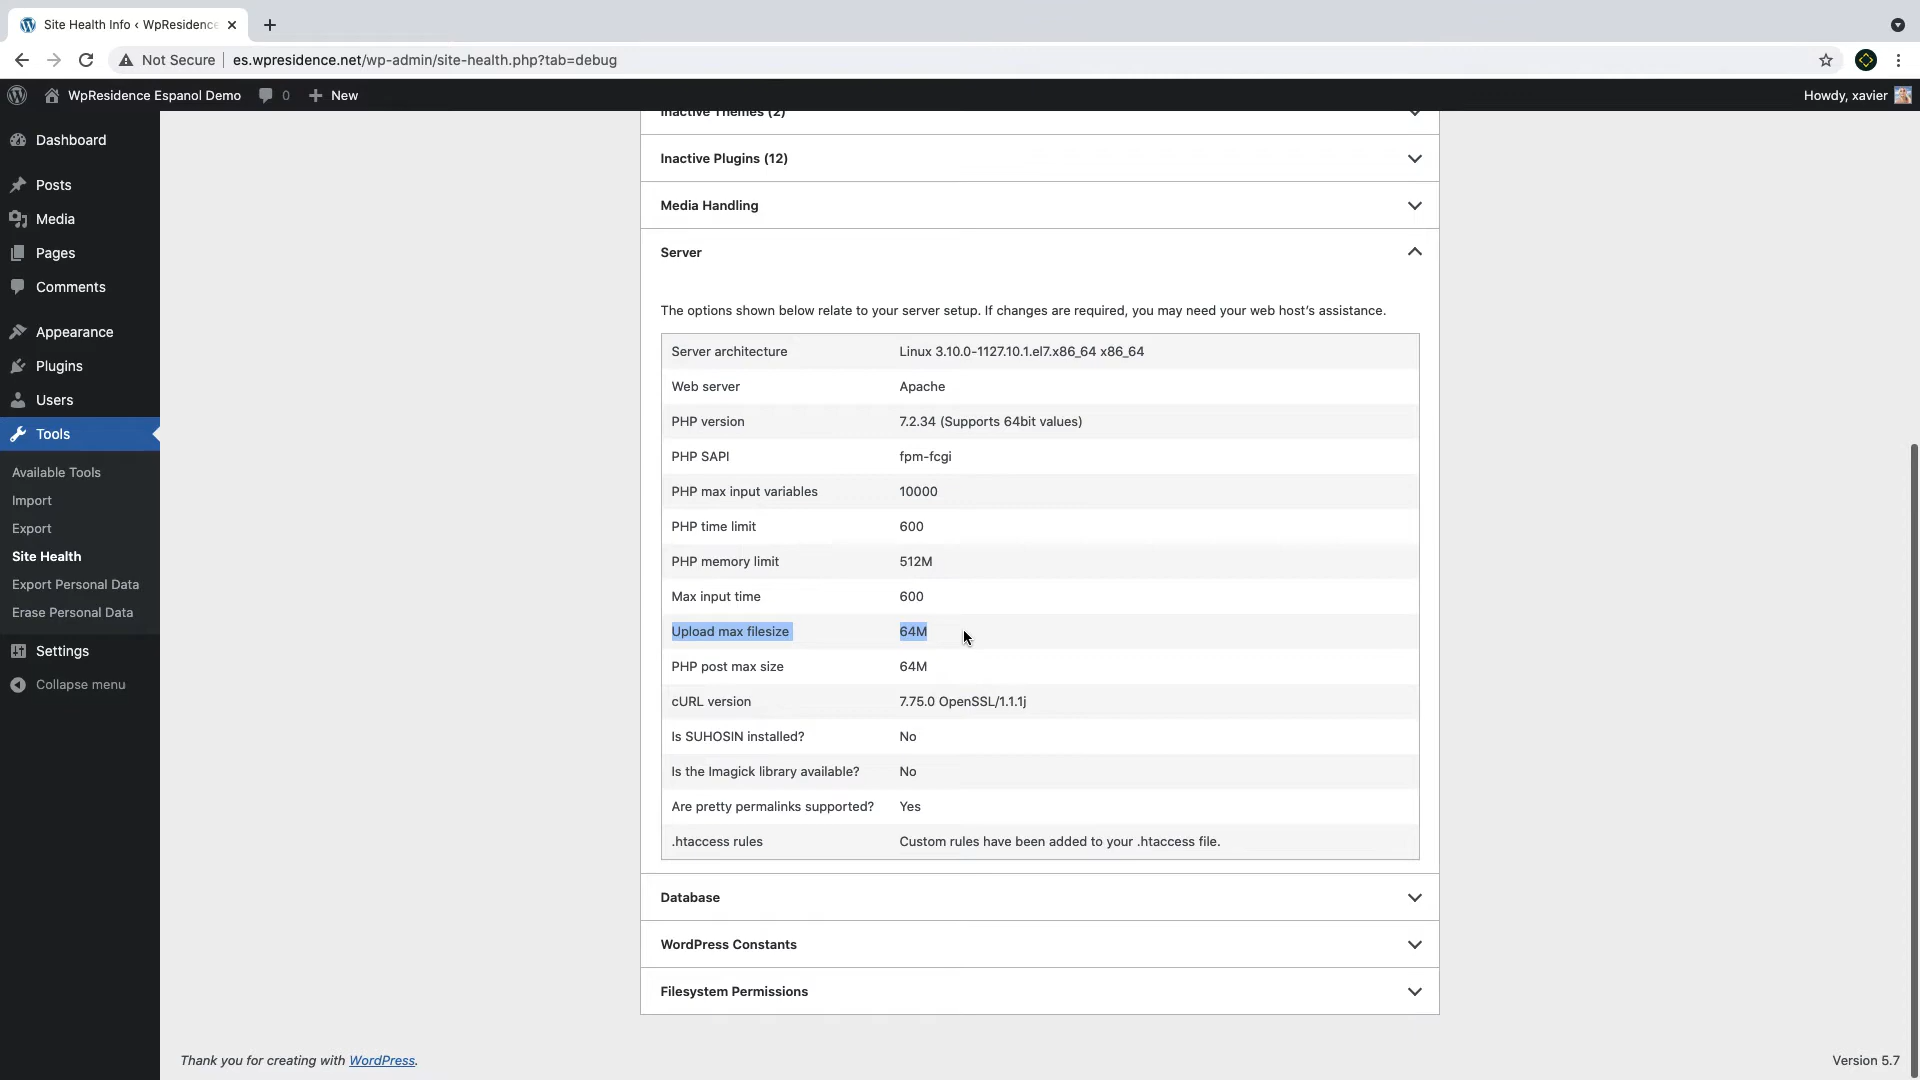 Site Health Info ‹ WpResidence
Not Secure es.wpresidence.net/wp-admin/site-health.php?tab=debug
WpResidence Espanol Demo 0 New Howdy, xavier
Dashboard
Posts
Media
Pages
Comments
Appearance
Plugins
Users
Tools
Available Tools
Import
Export
Site Health
Export Personal Data
Erase Personal Data
Settings
Collapse menu
Inactive Themes (2)
Inactive Plugins (12)
Media Handling
Server
The options shown below relate to your server setup. If changes are required, you may need your web host’s assistance.
Server architecture Linux 3.10.0-1127.10.1.el7.x86_64 x86_64
Web server Apache
PHP version 7.2.34 (Supports 64bit values)
PHP SAPI fpm-fcgi
PHP max input variables 10000
PHP time limit 600
PHP memory limit 512M
Max input time 600
Upload max filesize 64M
PHP post max size 64M
cURL version 7.75.0 OpenSSL/1.1.1j
Is SUHOSIN installed? No
Is the Imagick library available? No
Are pretty permalinks supported? Yes
.htaccess rules Custom rules have been added to your .htaccess file.
Database
WordPress Constants
Filesystem Permissions
Thank you for creating with WordPress. Version 5.7